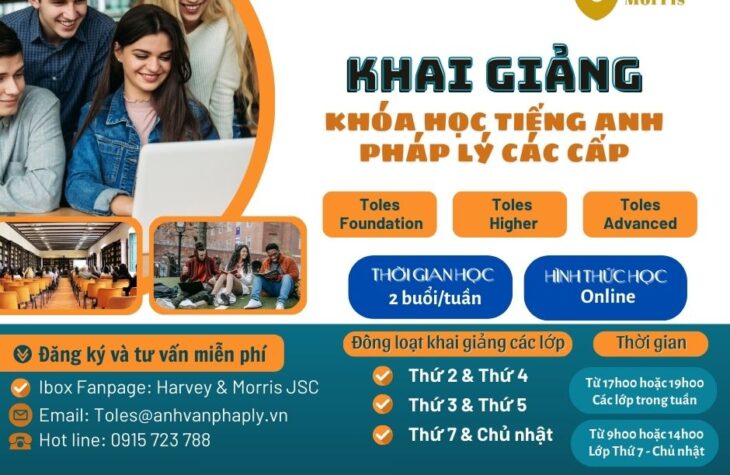 Morris
KHAI GIẢNG
KHÓA HỌC TIẾNG ANH
PHÁP LÝ CÁC CẤP
Toles
Foundation
Toles
Higher
Toles
Advanced
THỜI GIAN HỌC
2 buổi/tuần
HÌNH THỨC HỌC
Online
Đăng ký và tư vấn miễn phí
Ibox Fanpage: Harvey & Morris JSC
Email: Toles@anhvanphaply.vn
Hot line: 0915 723 788
Đồng loạt khai giảng các lớp
Thứ 2 & Thứ 4
Thứ 3 & Thứ 5
Thứ 7 & Chủ nhật
Thời gian
Từ 17h00 hoặc 19h00
Các lớp trong tuần
Từ 9h00 hoặc 14h00
Lớp Thứ 7 - Chủ nhật